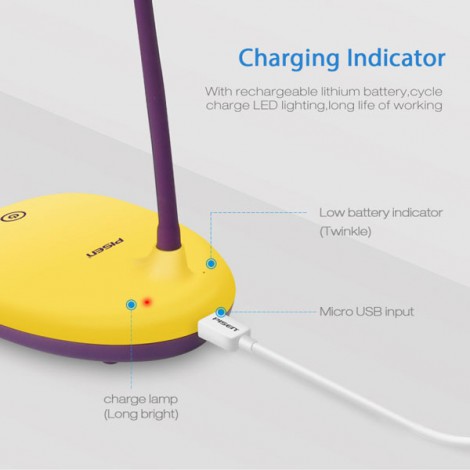 Charging Indicator
With rechargeable lithium battery,cycle
charge LED lighting,long life of working
Low battery indicator
(Twinkle)
PISEN
Micro USB input
PISEN
charge lamp
(Long bright)